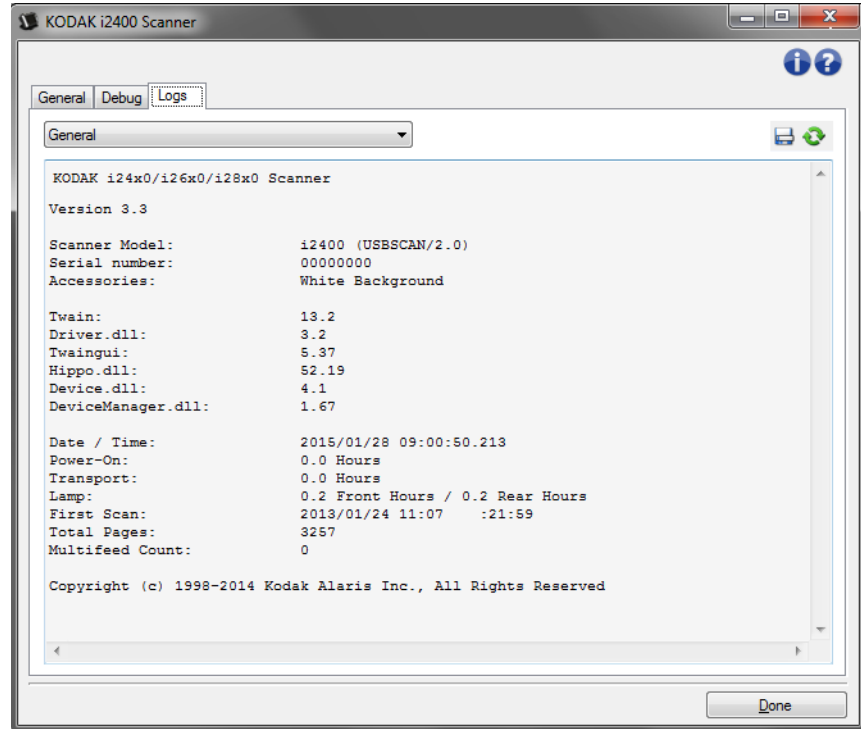 KODAK i2400 Scanner
General Debug Logs
General
KODAK i24x0/i26x0/i28x0 Scanner
Version 3.3
Scanner Model: i2400 (USBSCAN/2.0)
Serial number: 00000000
Accessories: White Background
Twain: 13.2
Driver.dll: 3.2
Twaingui: 5.37
Hippo.dll: 52.19
Device.dll: 4.1
DeviceManager.dll: 1.67
Date / Time: 2015/01/28 09:00:50.213
Power-On: 0.0 Hours
Transport: 0.0 Hours
Lamp: 0.2 Front Hours / 0.2 Rear Hours
First Scan: 2013/01/24 11:07 :21:59
Total Pages: 3257
Multifeed Count: 0
Copyright (c) 1998-2014 Kodak Alaris Inc., All Rights Reserved
Done